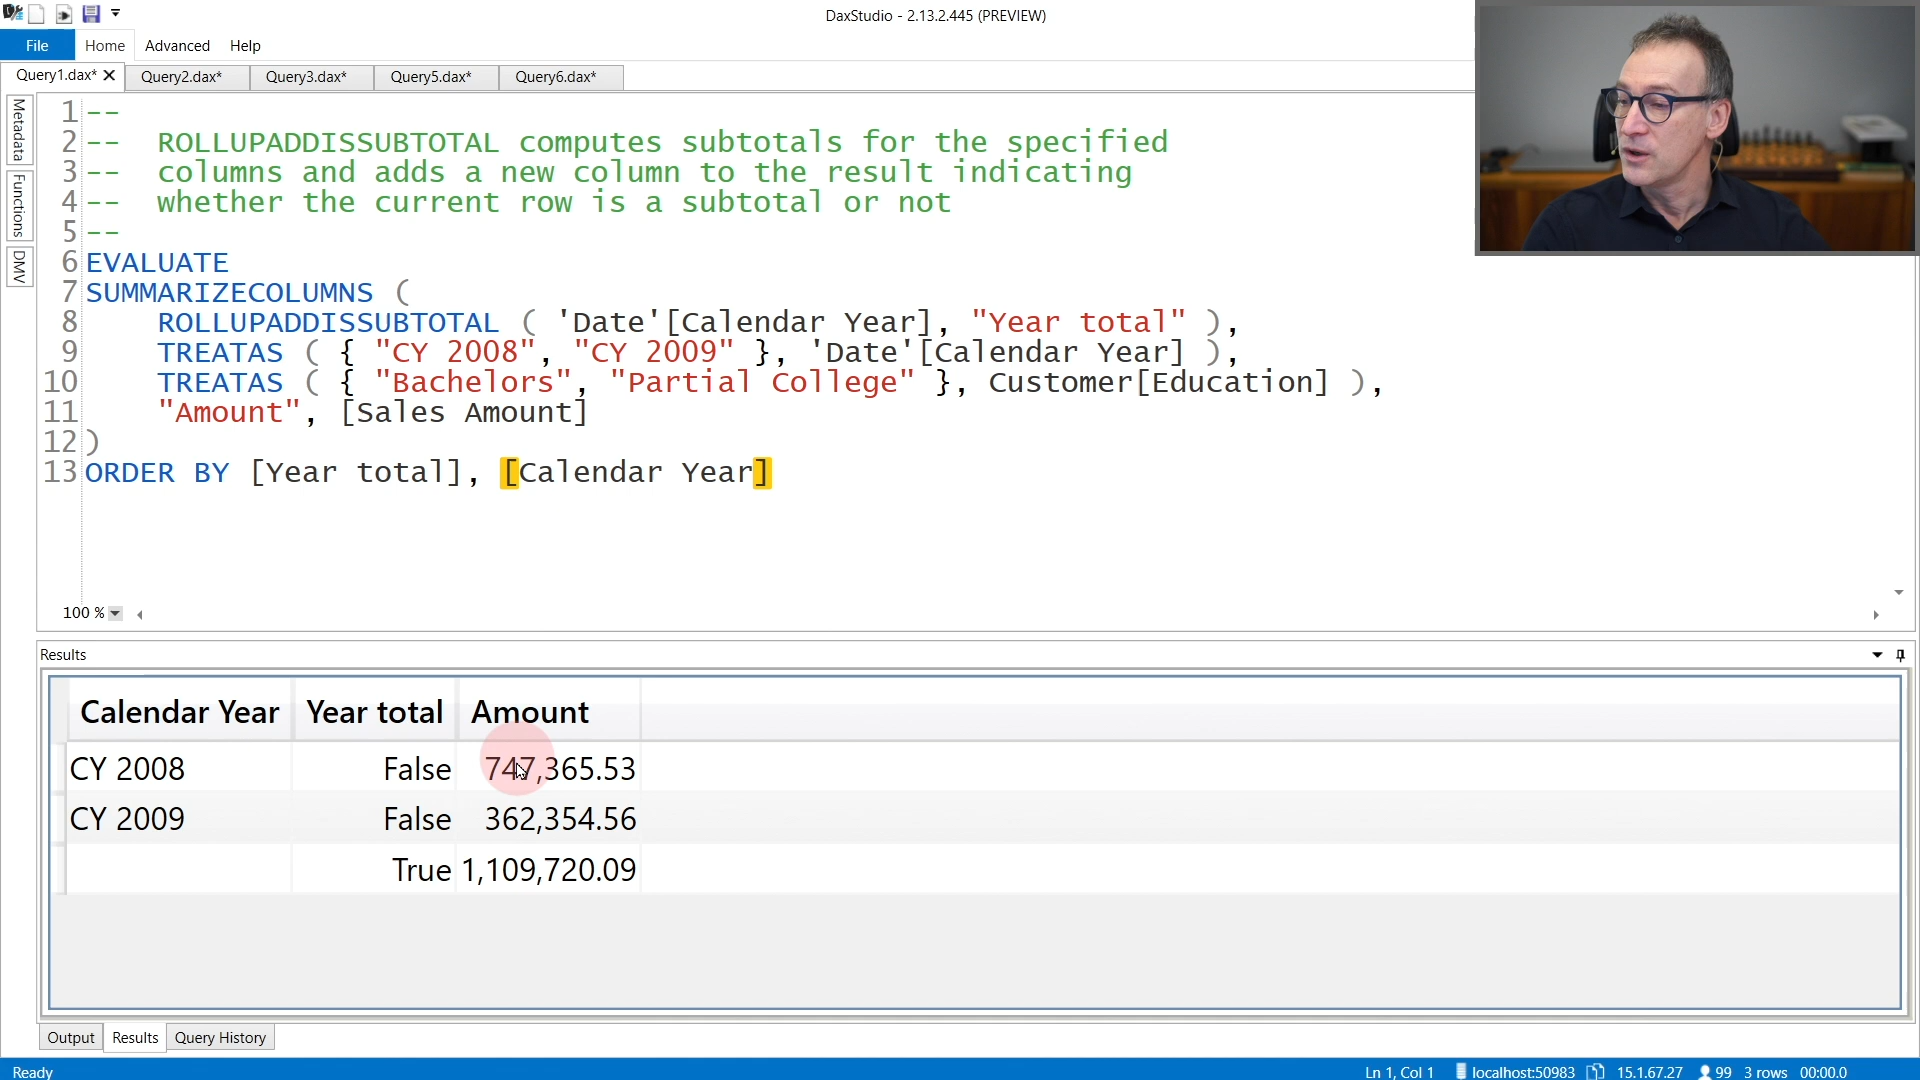 DaxStudio - 2.13.2.445 (PREVIEW)
File Home Advanced Help
Query1.dax* Query2.dax* Query3.dax* Query5.dax* Query6.dax*
Metadata
Functions
DMV
1 --
2 -- ROLLUPADDISSUBTOTAL computes subtotals for the specified
3 -- columns and adds a new column to the result indicating
4 -- whether the current row is a subtotal or not
5 --
6 EVALUATE
7 SUMMARIZECOLUMNS (
8 ROLLUPADDISSUBTOTAL ( 'Date'[Calendar Year], "Year total" ),
9 TREATAS ( { "CY 2008", "CY 2009" }, 'Date'[Calendar Year] ),
10 TREATAS ( { "Bachelors", "Partial College" }, Customer[Education] ),
11 "Amount", [Sales Amount]
12 )
13 ORDER BY [Year total], [Calendar Year]
100 %
Results
Calendar Year Year total Amount
CY 2008 False 747,365.53
CY 2009 False 362,354.56
True 1,109,720.09
Output Results Query History
Ready Ln 1, Col 1 localhost:50983 15.1.67.27 99 3 rows 00:00.0